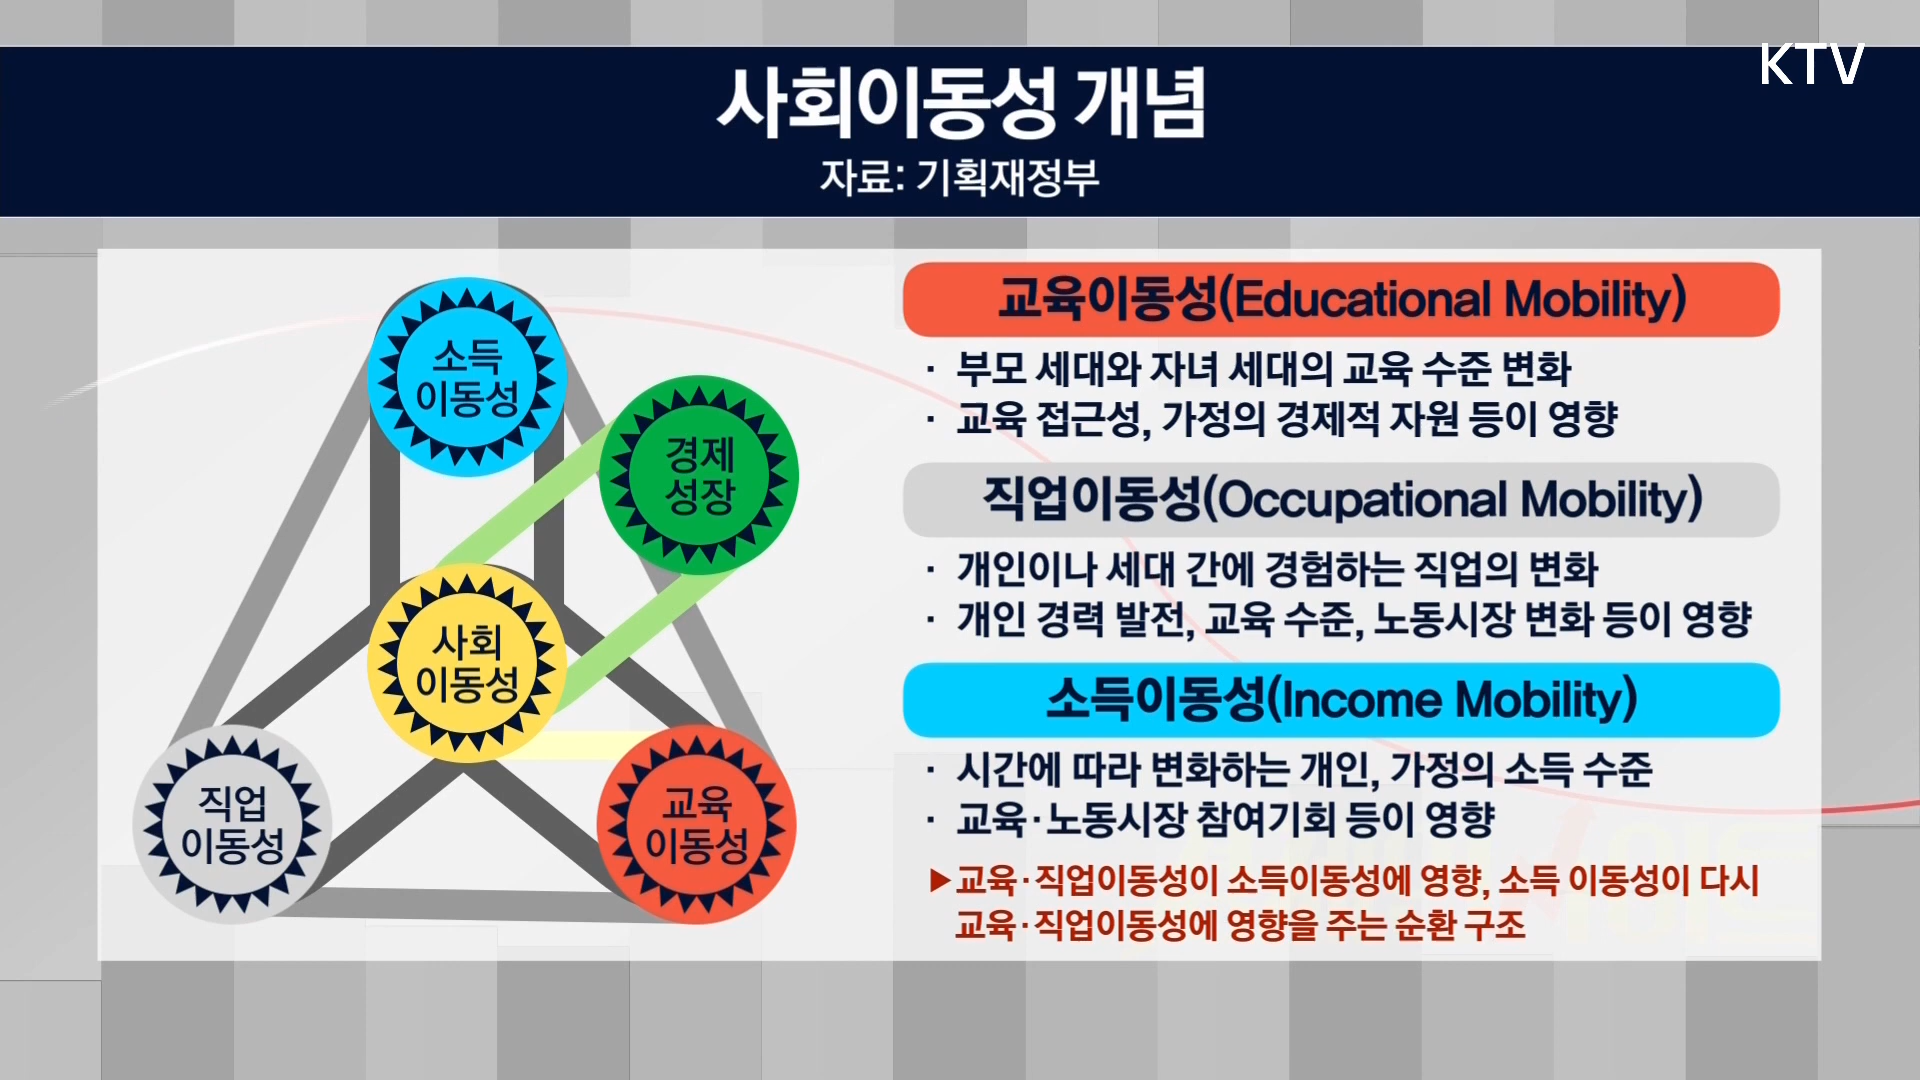 KTV
사회이동성 개념
자료: 기획재정부
소득
이동성
경제
성장
사회
이동성
직업
이동성
교육
이동성
교육이동성(Educational Mobility)
· 부모 세대와 자녀 세대의 교육 수준 변화
· 교육 접근성, 가정의 경제적 자원 등이 영향
직업이동성(Occupational Mobility)
· 개인이나 세대 간에 경험하는 직업의 변화
· 개인 경력 발전, 교육 수준, 노동시장 변화 등이 영향
소득이동성(Income Mobility)
· 시간에 따라 변화하는 개인, 가정의 소득 수준
· 교육·노동시장 참여기회 등이 영향
▶교육·직업이동성이 소득이동성에 영향, 소득 이동성이 다시
교육·직업이동성에 영향을 주는 순환 구조